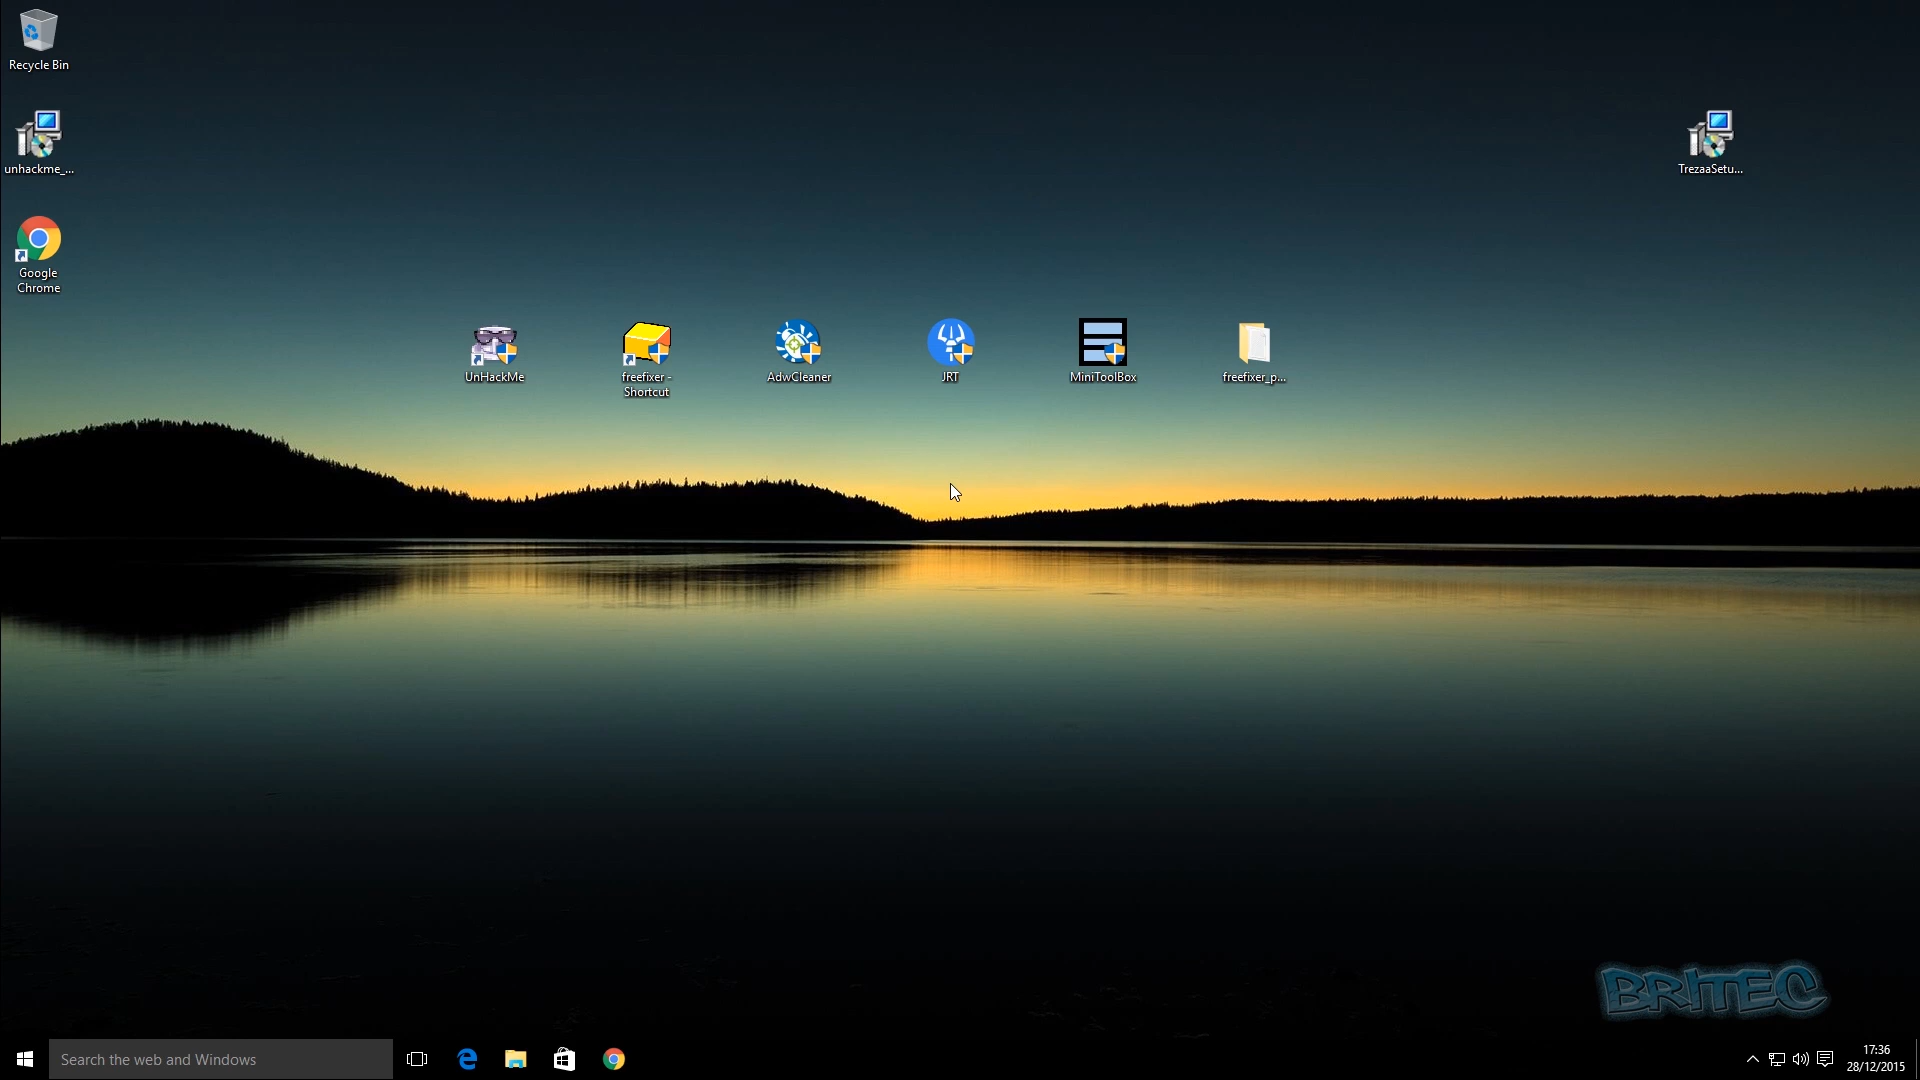 Recycle Bin
unhackme_...
TrezaaSetu...
Google
Chrome
UnHackMe
freefixer -
Shortcut
AdwCleaner
JRT
MiniToolBox
freefixer_p...
BRITEC
Search the web and Windows
17:36
28/12/2015